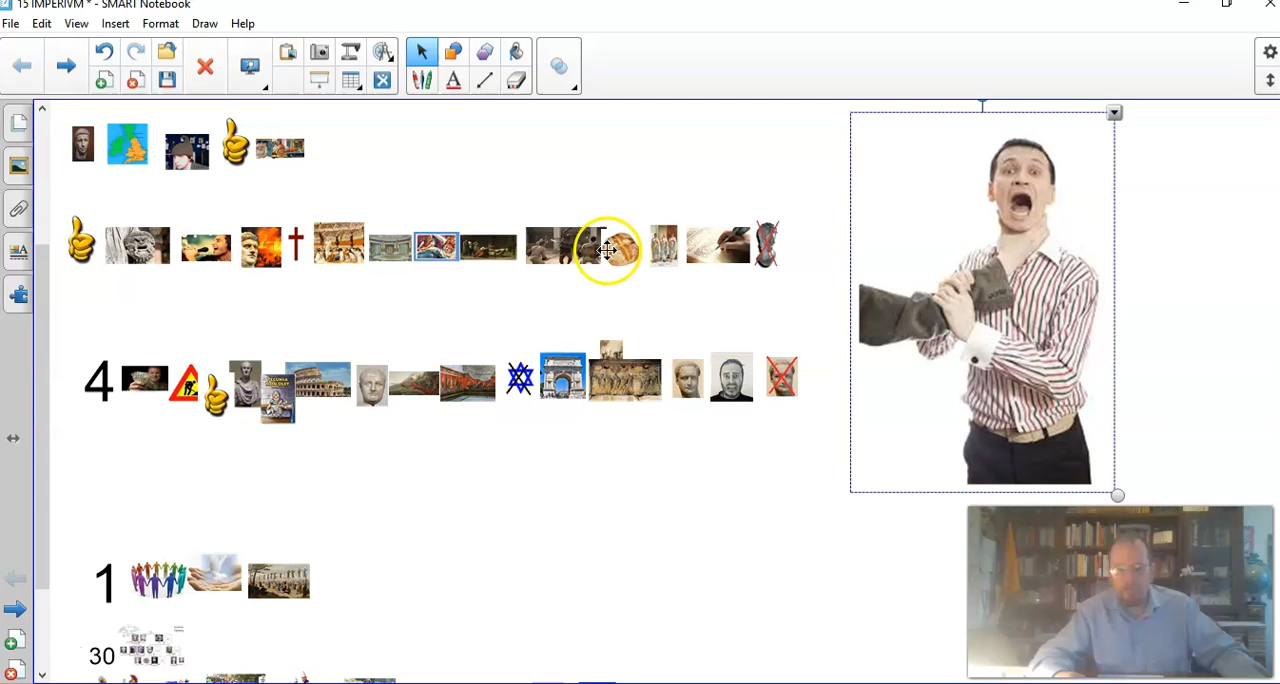 15 IMPERIVM * - SMART Notebook
File Edit View Insert Format Draw Help
A
A
4
1
30